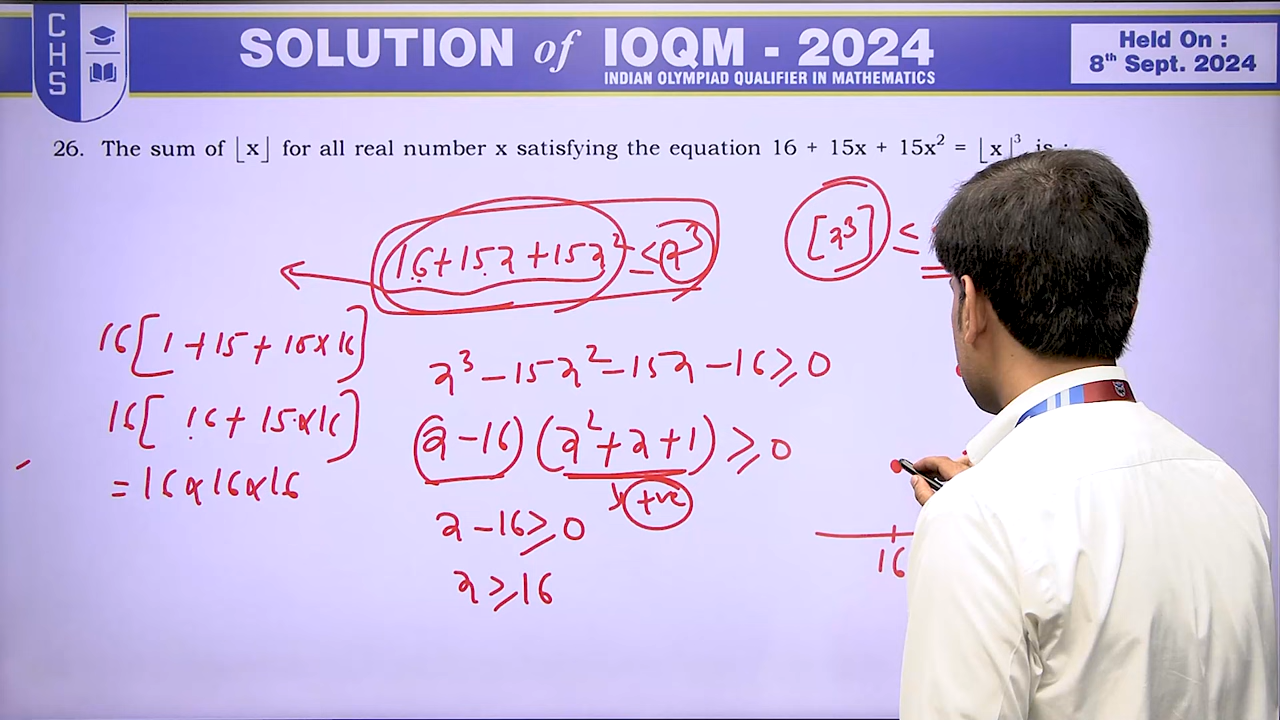 CHS
SOLUTION of IOQM - 2024
INDIAN OLYMPIAD QUALIFIER IN MATHEMATICS
Held On :
8th Sept. 2024
26. The sum of ⌊x⌋ for all real number x satisfying the equation 16 + 15x + 15x² = ⌊x⌋³ is :
16+15x+15x² ≤ x³
[x³] ≤
16[1+15+15×16]
x³-15x²-15x-16≥0
16[16+15×16]
(x-16)(x²+x+1)≥0
=16×16×16
+ve
x-16≥0
x≥16
16